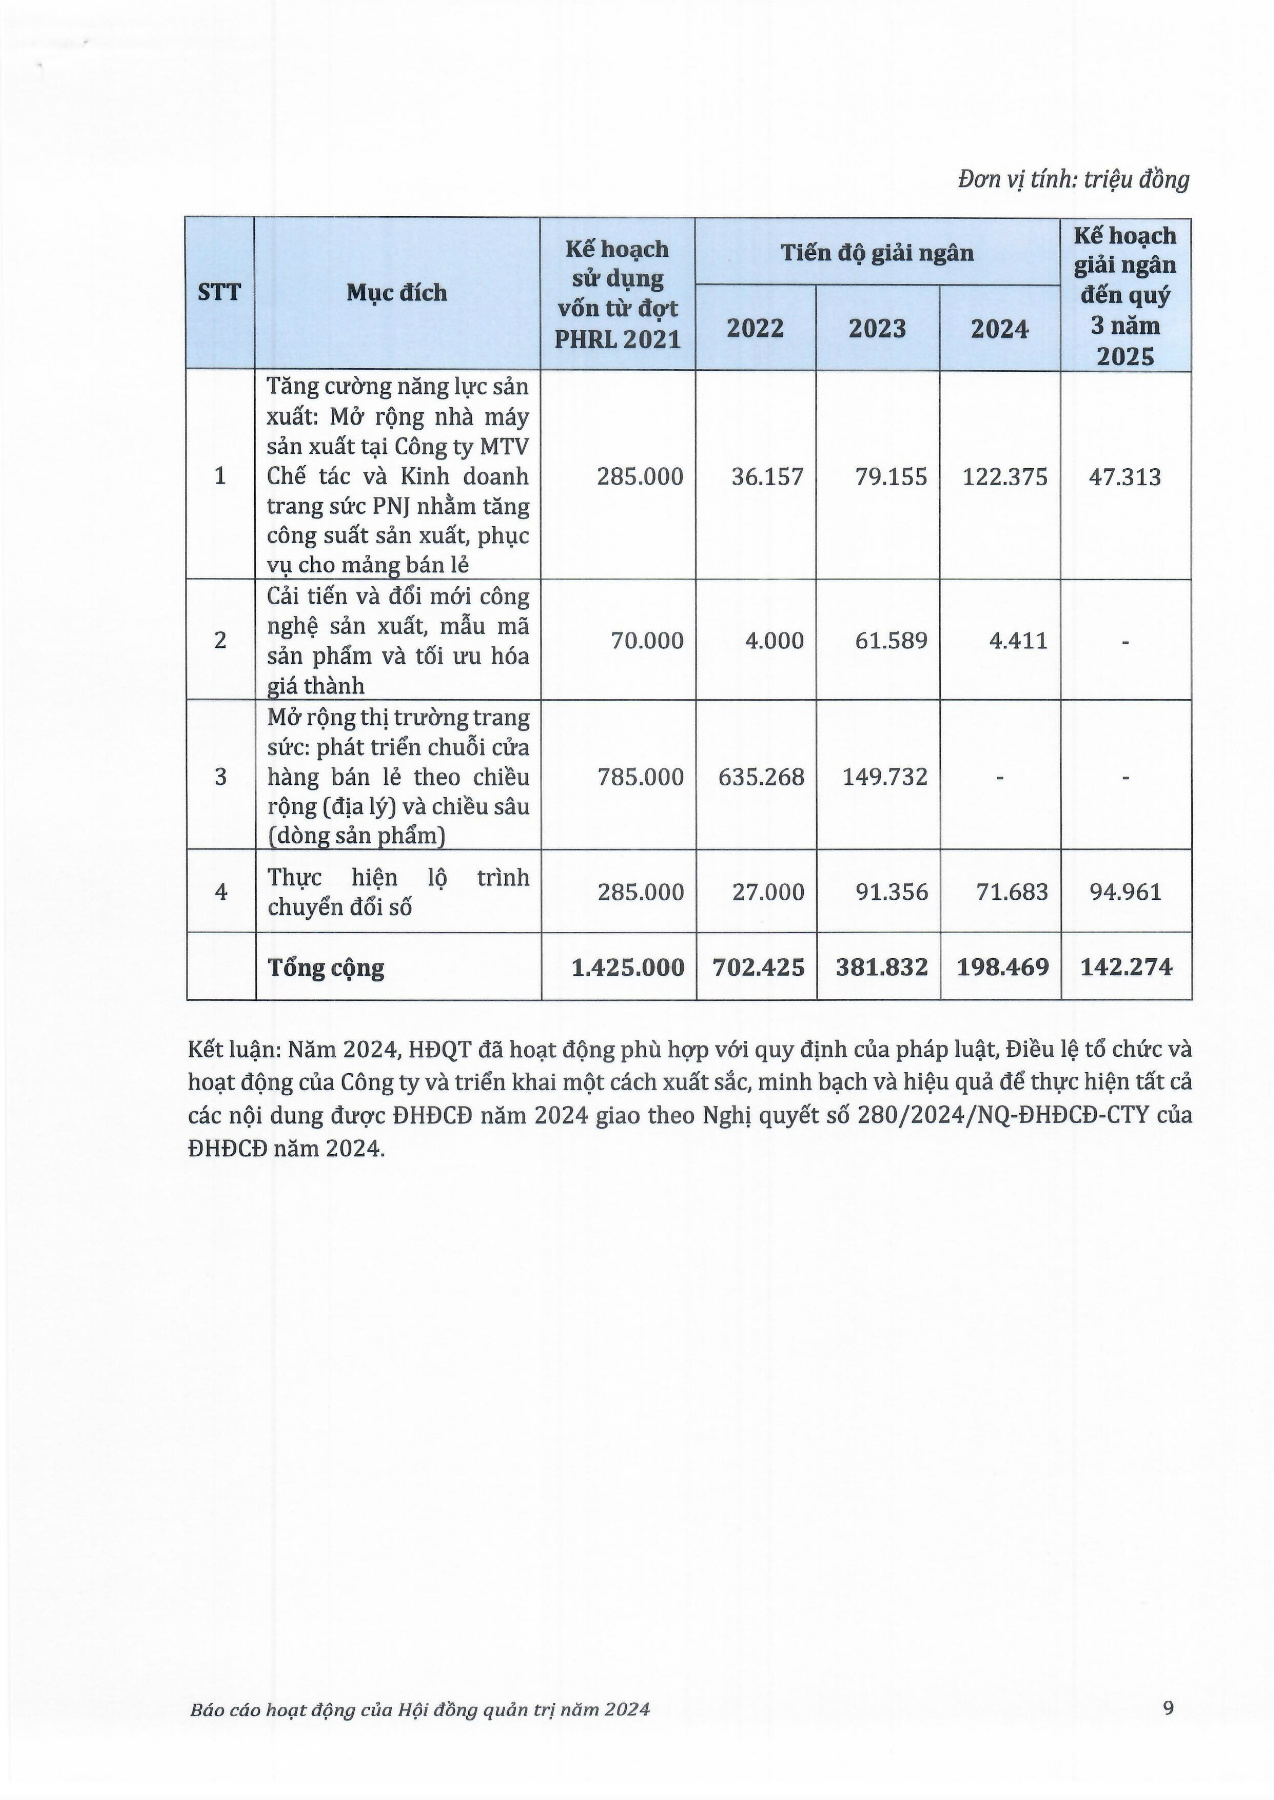 Đơn vị tính: triệu đồng
STT
Mục đích
Kế hoạch
sử dụng
vốn từ đợt
PHRL 2021
Tiến độ giải ngân
2022
2023
2024
Kế hoạch
giải ngân
đến quý
3 năm
2025
1
Tăng cường năng lực sản
xuất: Mở rộng nhà máy
sản xuất tại Công ty MTV
Chế tác và Kinh doanh
trang sức PNJ nhằm tăng
công suất sản xuất, phục
vụ cho mảng bán lẻ
285.000
36.157
79.155
122.375
47.313
2
Cải tiến và đổi mới công
nghệ sản xuất, mẫu mã
sản phẩm và tối ưu hóa
giá thành
70.000
4.000
61.589
4.411
-
3
Mở rộng thị trường trang
sức: phát triển chuỗi cửa
hàng bán lẻ theo chiều
rộng (địa lý) và chiều sâu
(dòng sản phẩm)
785.000
635.268
149.732
-
-
4
Thực hiện lộ trình
chuyển đổi số
285.000
27.000
91.356
71.683
94.961
Tổng cộng
1.425.000
702.425
381.832
198.469
142.274
Kết luận: Năm 2024, HĐQT đã hoạt động phù hợp với quy định của pháp luật, Điều lệ tổ chức và
hoạt động của Công ty và triển khai một cách xuất sắc, minh bạch và hiệu quả để thực hiện tất cả
các nội dung được ĐHĐCĐ năm 2024 giao theo Nghị quyết số 280/2024/NQ-ĐHĐCĐ-CTY của
ĐHĐCĐ năm 2024.
Báo cáo hoạt động của Hội đồng quản trị năm 2024
9